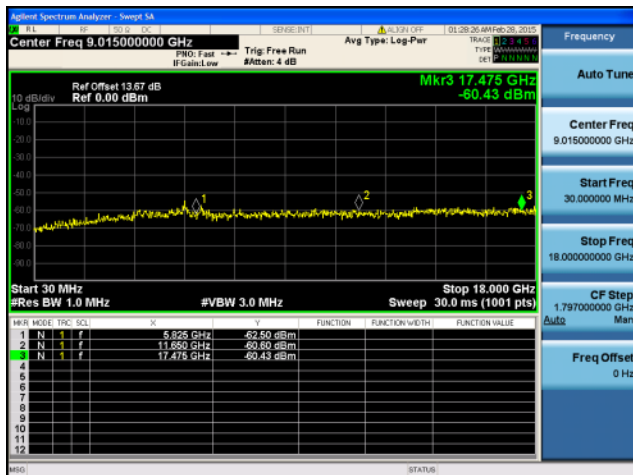 Agilent Spectrum Analyzer - Swept SA
RL RF 50 Ω DC SENSE:INT ALIGN OFF 01:28:26 AM Feb 28, 2015
Center Freq 9.015000000 GHz
PNO: Fast
IFGain:Low
Trig: Free Run
#Atten: 4 dB
Avg Type: Log-Pwr
TRACE 1 2 3 4 5 6
TYPE
DET P N N N N N
Ref Offset 13.67 dB
10 dB/div Ref 0.00 dBm
Log
Mkr3 17.475 GHz
-60.43 dBm
-10.0
-20.0
-30.0
-40.0
-50.0
-60.0
-70.0
-80.0
-90.0
1
2
3
Start 30 MHz Stop 18.000 GHz
#Res BW 1.0 MHz #VBW 3.0 MHz Sweep 30.0 ms (1001 pts)
MKR MODE TRC SCL X Y FUNCTION FUNCTION WIDTH FUNCTION VALUE
1 N 1 f 5.825 GHz -62.50 dBm
2 N 1 f 11.650 GHz -60.60 dBm
3 N 1 f 17.475 GHz -60.43 dBm
4
5
6
7
8
9
10
11
12
MSG STATUS
Frequency
Auto Tune
Center Freq
9.015000000 GHz
Start Freq
30.000000 MHz
Stop Freq
18.000000000 GHz
CF Step
1.797000000 GHz
Auto Man
Freq Offset
0 Hz